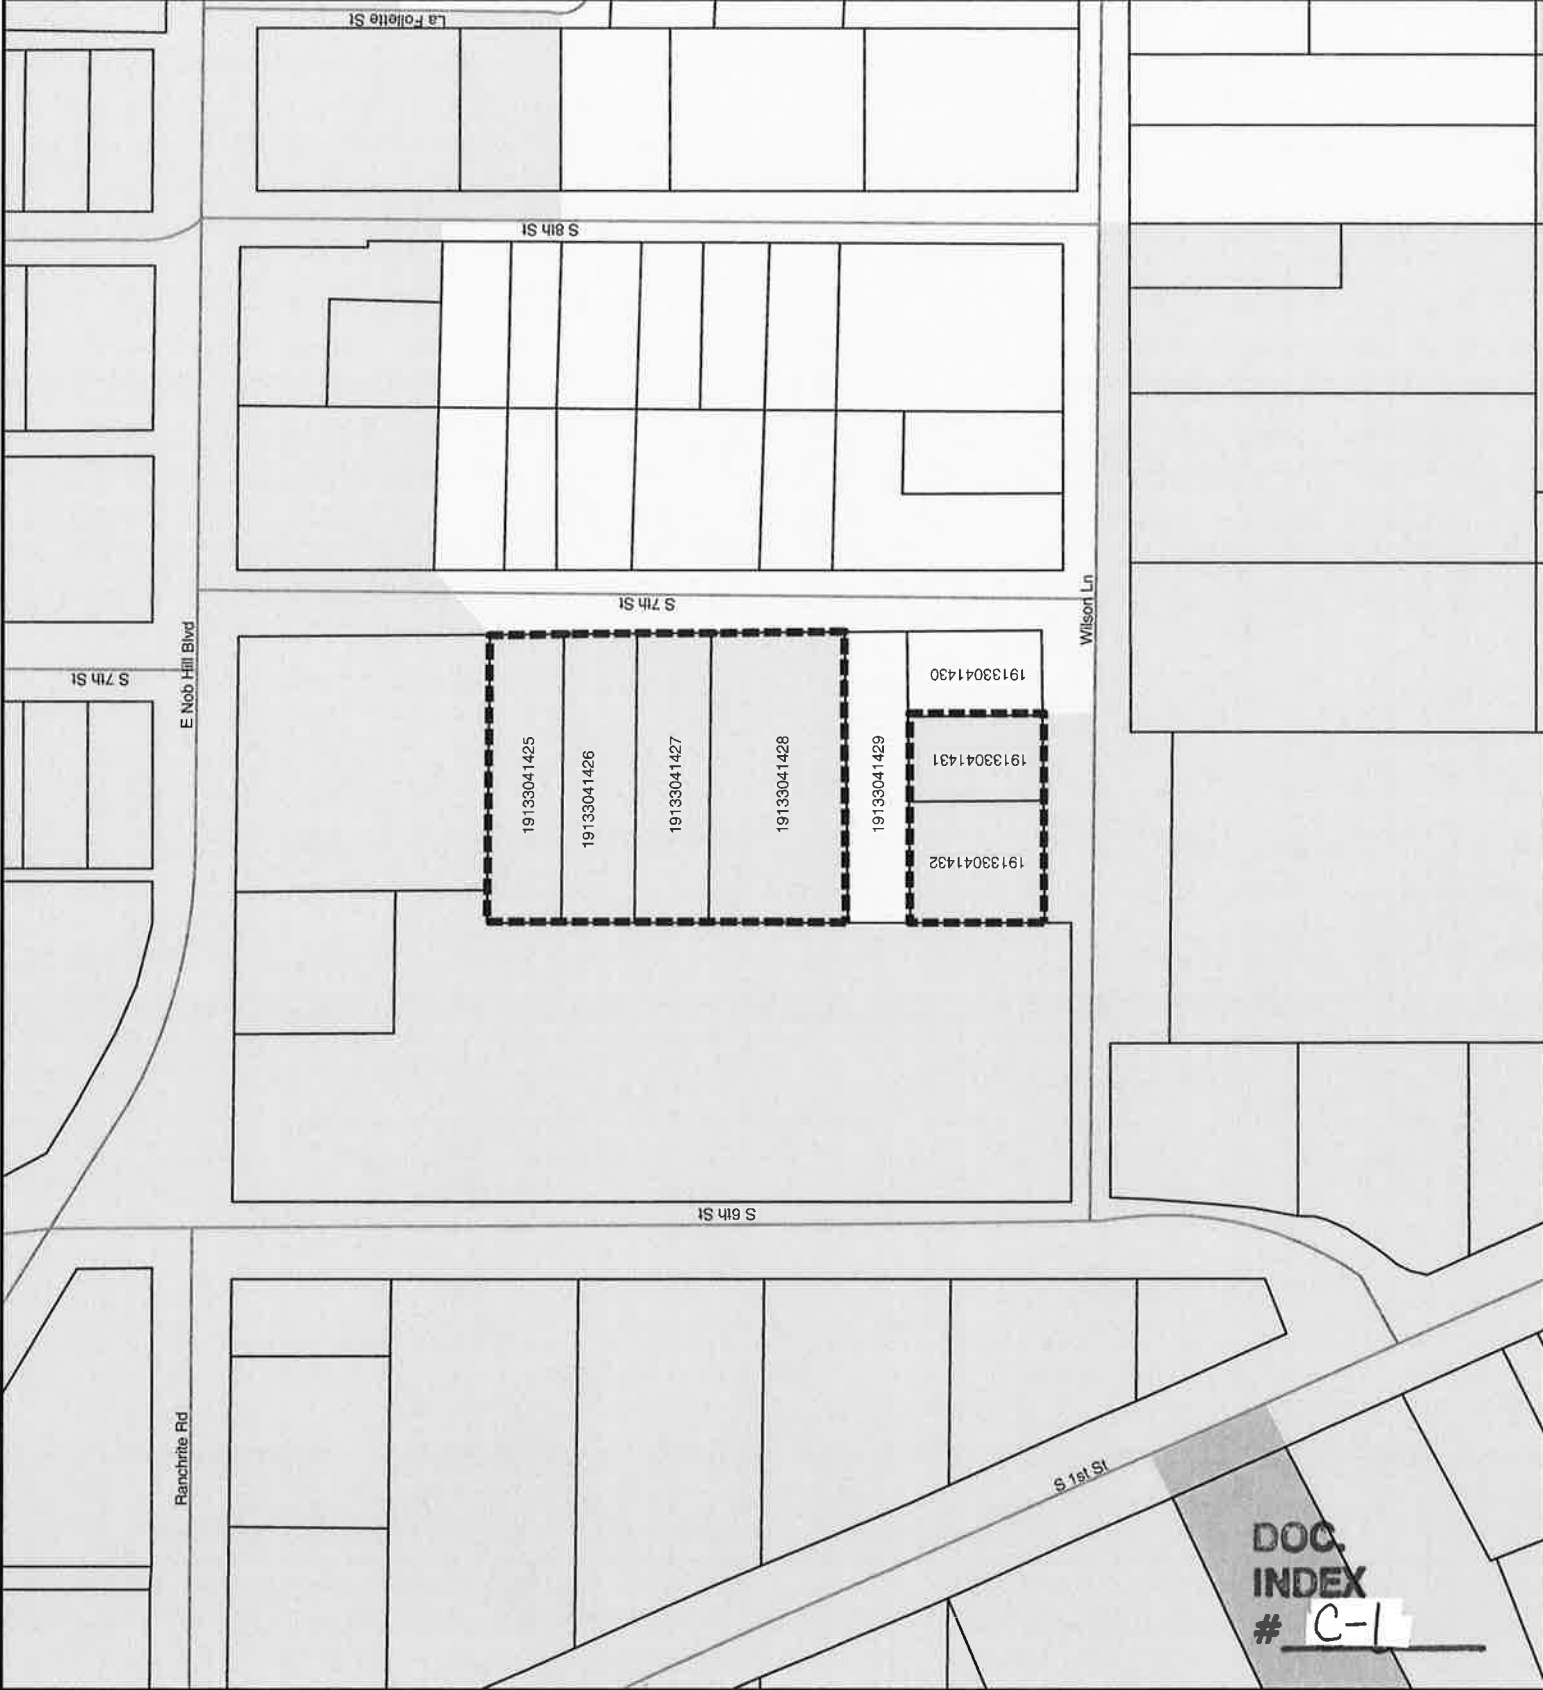 La Follette St
S 8th St
S 7th St
Wilson Ln
E Nob Hill Blvd
S 7th St
19133041430
19133041425
19133041426
19133041427
19133041428
19133041429
19133041431
19133041432
S 6th St
Ranchrite Rd
S 1st St
DOC.
INDEX
# C-1